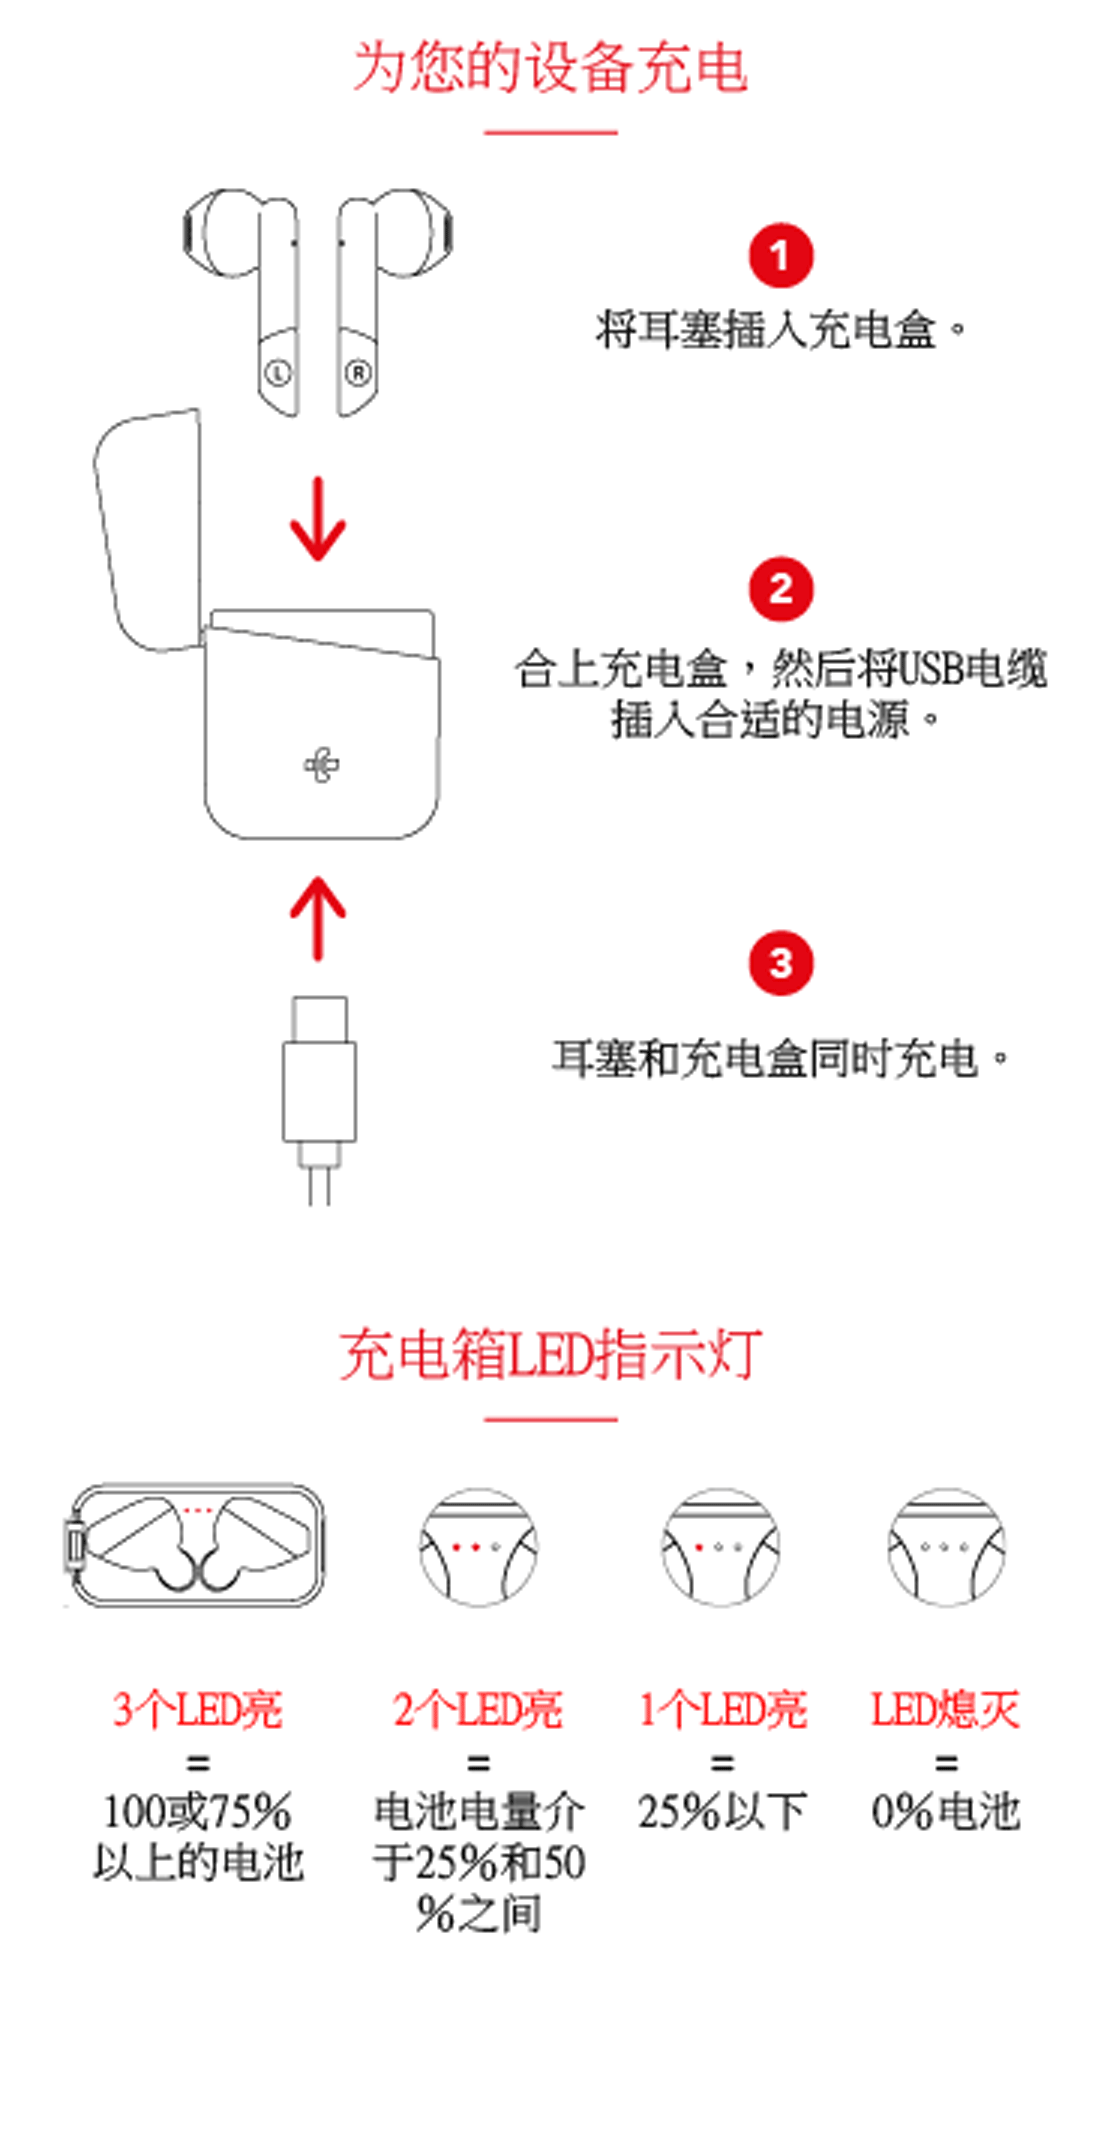 为您的设备充电
L
R
1
将耳塞插入充电盒。
2
合上充电盒，然后将USB电缆
插入合适的电源。
3
耳塞和充电盒同时充电。
充电箱LED指示灯
3个LED亮
=
100或75%
以上的电池
2个LED亮
=
电池电量介
于25%和50
%之间
1个LED亮
=
25%以下
LED熄灭
=
0%电池